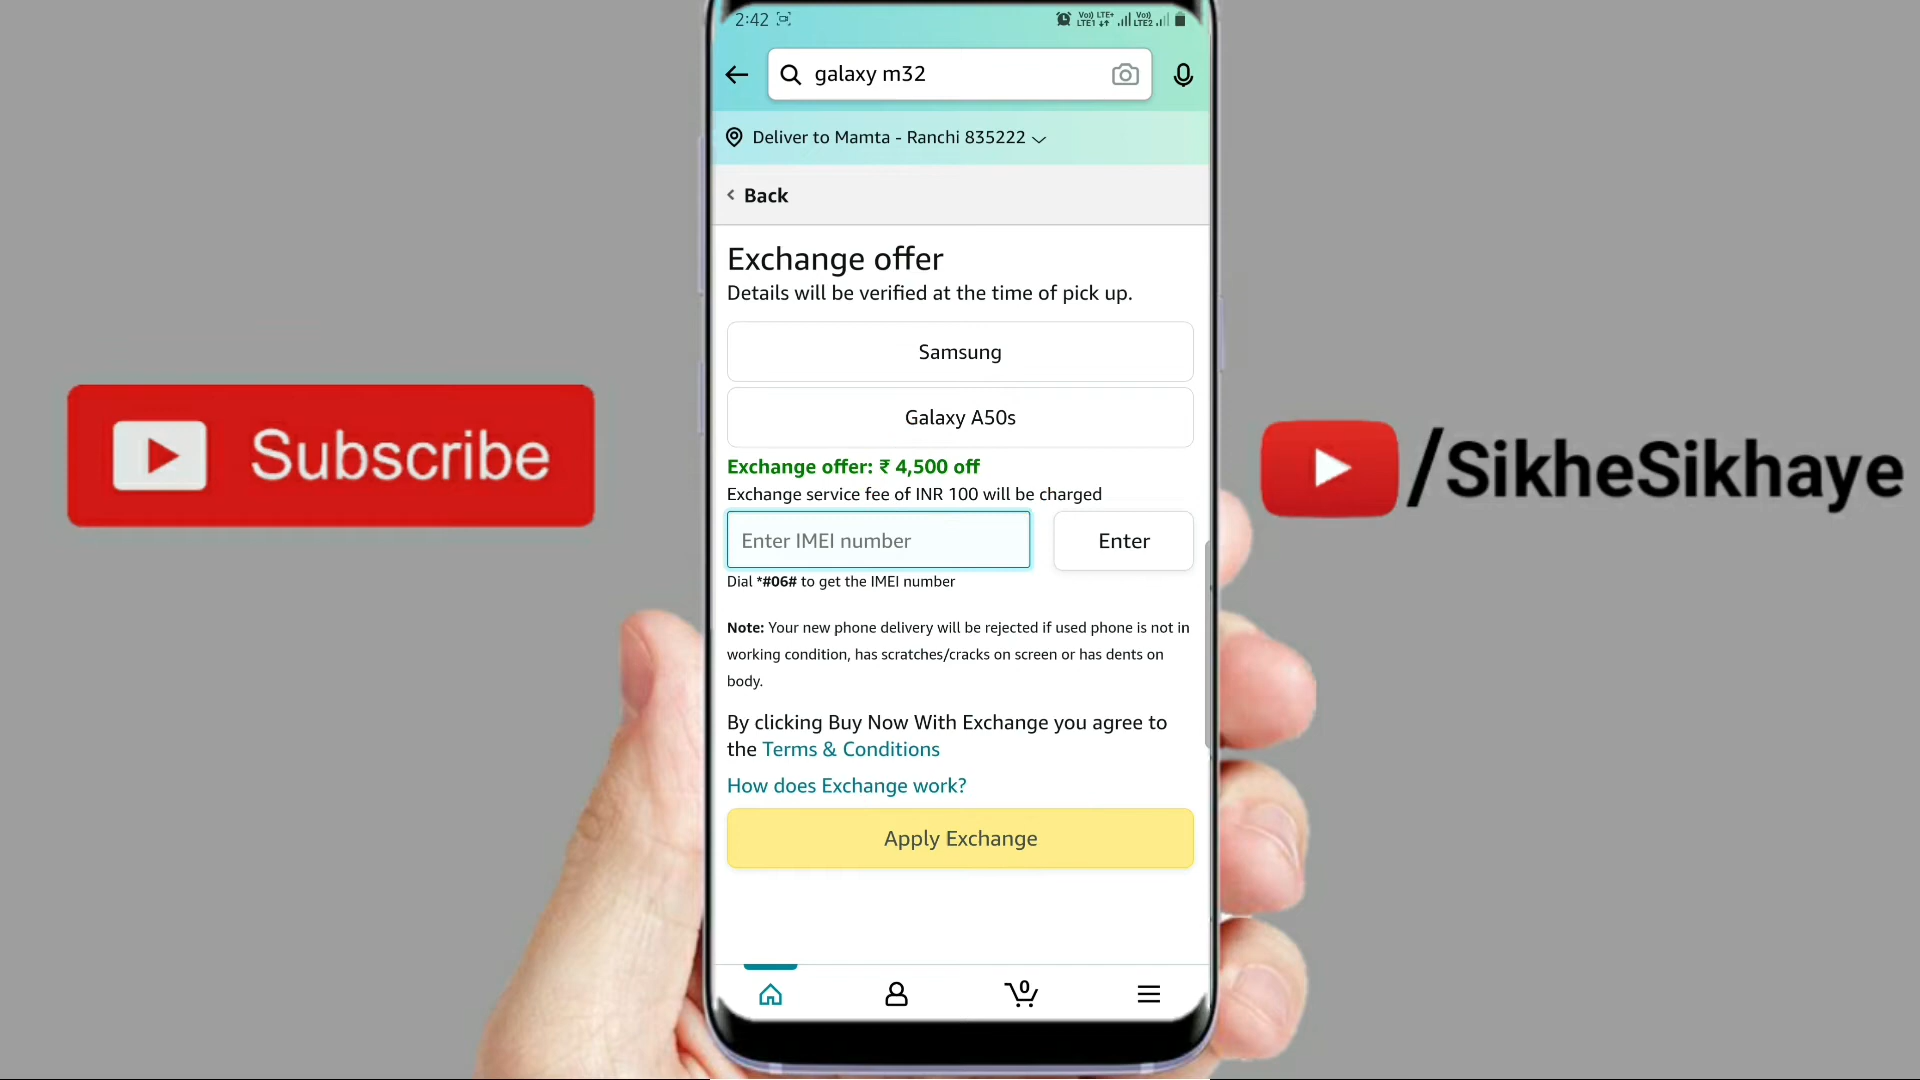 2:42
Vo)) LTE+ Vo))
LTE1 LTE2
galaxy m32
Deliver to Mamta - Ranchi 835222
Back
Exchange offer
Details will be verified at the time of pick up.
Samsung
Galaxy A50s
Exchange offer: ₹ 4,500 off
Exchange service fee of INR 100 will be charged
Enter IMEI number
Enter
Dial *#06# to get the IMEI number
Note: Your new phone delivery will be rejected if used phone is not in
working condition, has scratches/cracks on screen or has dents on
body.
By clicking Buy Now With Exchange you agree to
the Terms & Conditions
How does Exchange work?
Apply Exchange
0
Subscribe
/SikheSikhaye